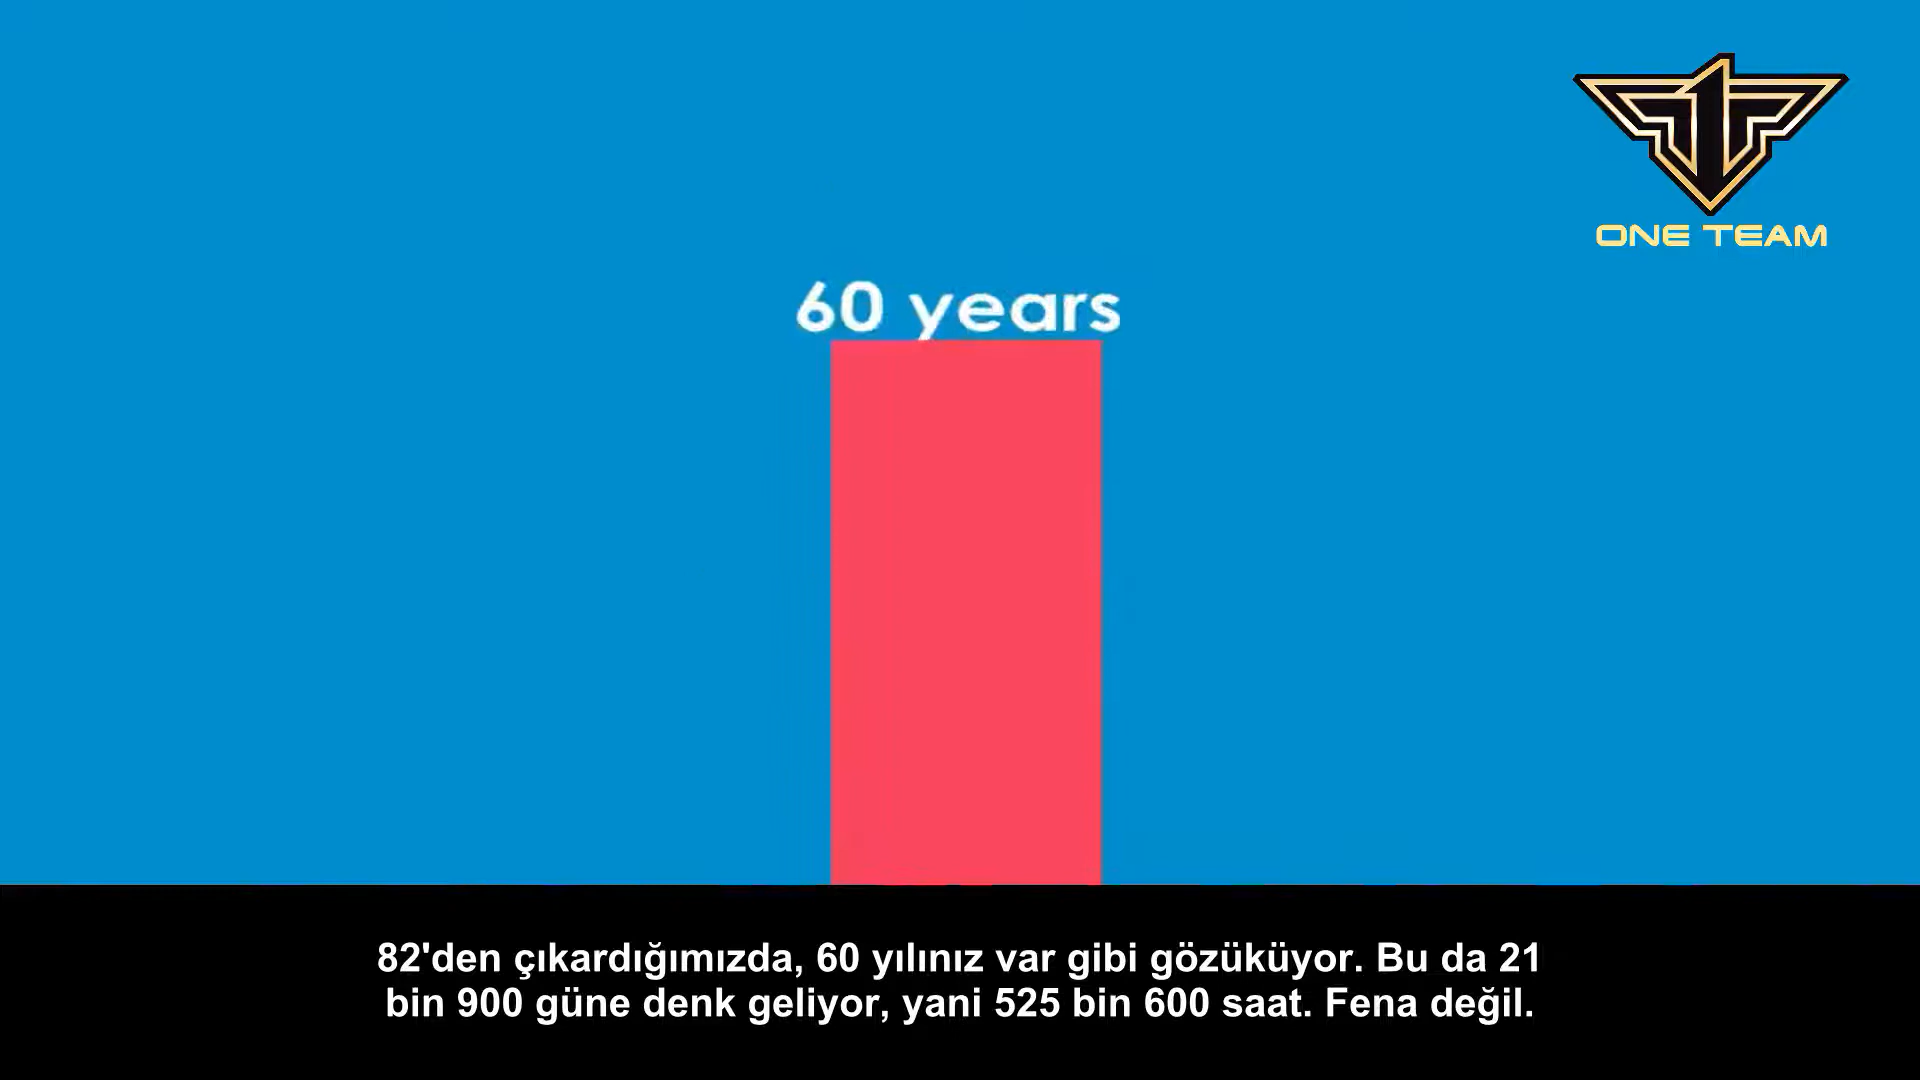 ONE TEAM
60 years
82'den çıkardığımızda, 60 yılınız var gibi gözüküyor. Bu da 21
bin 900 güne denk geliyor, yani 525 bin 600 saat. Fena değil.